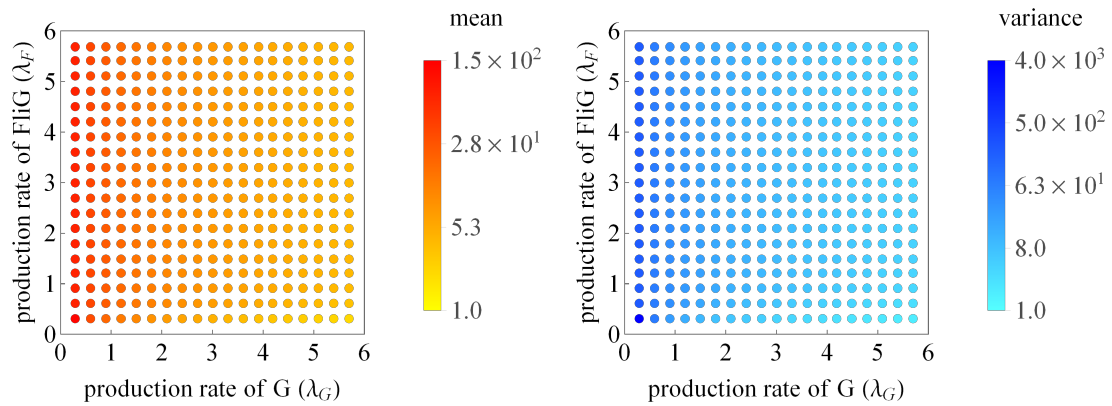 mean
production rate of FliG (λ_F)
6
5
4
3
2
1
0
0 1 2 3 4 5 6
production rate of G (λ_G)
1.5 × 10²
2.8 × 10¹
5.3
1.0
variance
production rate of FliG (λ_F)
6
5
4
3
2
1
0
0 1 2 3 4 5 6
production rate of G (λ_G)
4.0 × 10³
5.0 × 10²
6.3 × 10¹
8.0
1.0